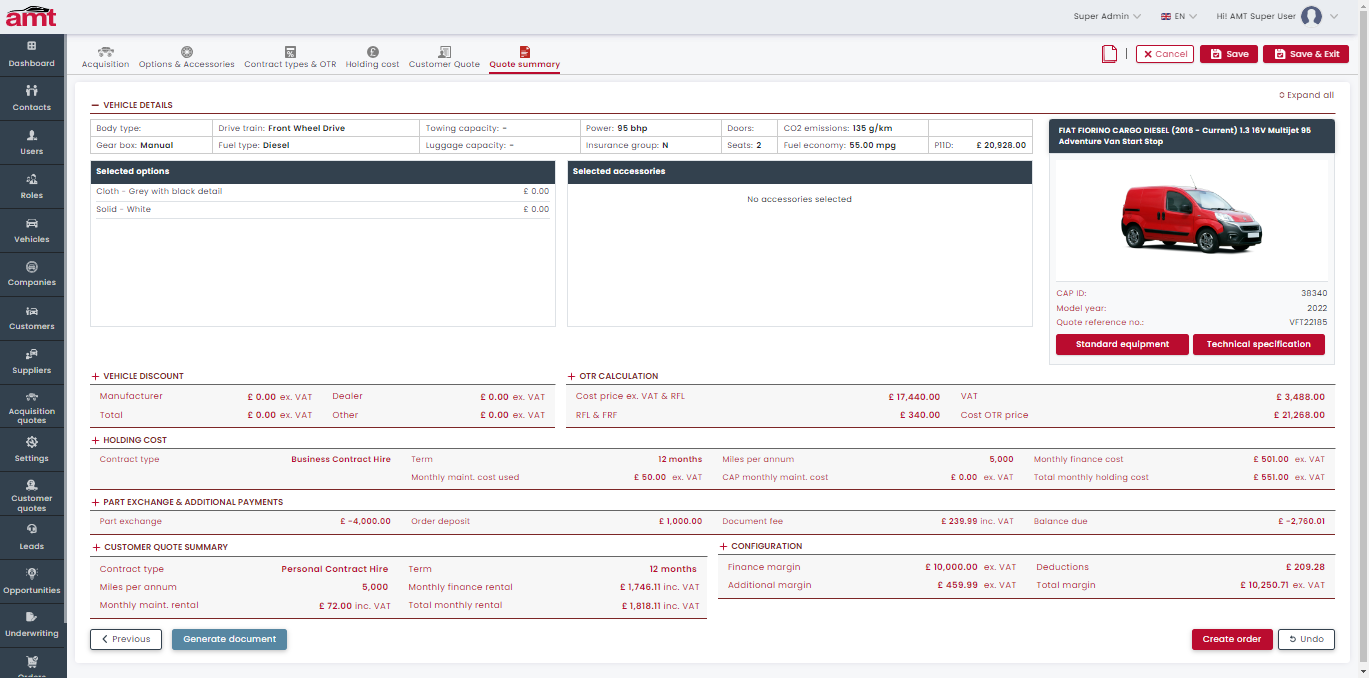 amt
Super Admin
EN
Hi! AMT Super User
Dashboard
Contacts
Users
Roles
Vehicles
Companies
Customers
Suppliers
Acquisition quotes
Settings
Customer quotes
Leads
Opportunities
Underwriting
Orders
Acquisition
Options & Accessories
Contract types & OTR
Holding cost
Customer Quote
Quote summary
Cancel
Save
Save & Exit
Expand all
VEHICLE DETAILS
Body type: Drive train: Front Wheel Drive Towing capacity: - Power: 95 bhp Doors: CO2 emissions: 135 g/km
Gear box: Manual Fuel type: Diesel Luggage capacity: - Insurance group: N Seats: 2 Fuel economy: 55.00 mpg P11D: £ 20,928.00
Selected options
Cloth - Grey with black detail £ 0.00
Solid - White £ 0.00
Selected accessories
No accessories selected
FIAT FIORINO CARGO DIESEL (2016 - Current) 1.3 16V Multijet 95
Adventure Van Start Stop
CAP ID: 38340
Model year: 2022
Quote reference no.: VFT22185
Standard equipment
Technical specification
VEHICLE DISCOUNT
Manufacturer £ 0.00 ex. VAT Dealer £ 0.00 ex. VAT
Total £ 0.00 ex. VAT Other £ 0.00 ex. VAT
OTR CALCULATION
Cost price ex. VAT & RFL £ 17,440.00 VAT £ 3,488.00
RFL & FRF £ 340.00 Cost OTR price £ 21,268.00
HOLDING COST
Contract type Business Contract Hire Term 12 months Miles per annum 5,000 Monthly finance cost £ 501.00 ex. VAT
Monthly maint. cost used £ 50.00 ex. VAT CAP monthly maint. cost £ 0.00 ex. VAT Total monthly holding cost £ 551.00 ex. VAT
PART EXCHANGE & ADDITIONAL PAYMENTS
Part exchange £ -4,000.00 Order deposit £ 1,000.00 Document fee £ 239.99 inc. VAT Balance due £ -2,760.01
CUSTOMER QUOTE SUMMARY
Contract type Personal Contract Hire Term 12 months
Miles per annum 5,000 Monthly finance rental £ 1,746.11 inc. VAT
Monthly maint. rental £ 72.00 inc. VAT Total monthly rental £ 1,818.11 inc. VAT
CONFIGURATION
Finance margin £ 10,000.00 ex. VAT Deductions £ 209.28
Additional margin £ 459.99 ex. VAT Total margin £ 10,250.71 ex. VAT
Previous
Generate document
Create order
Undo